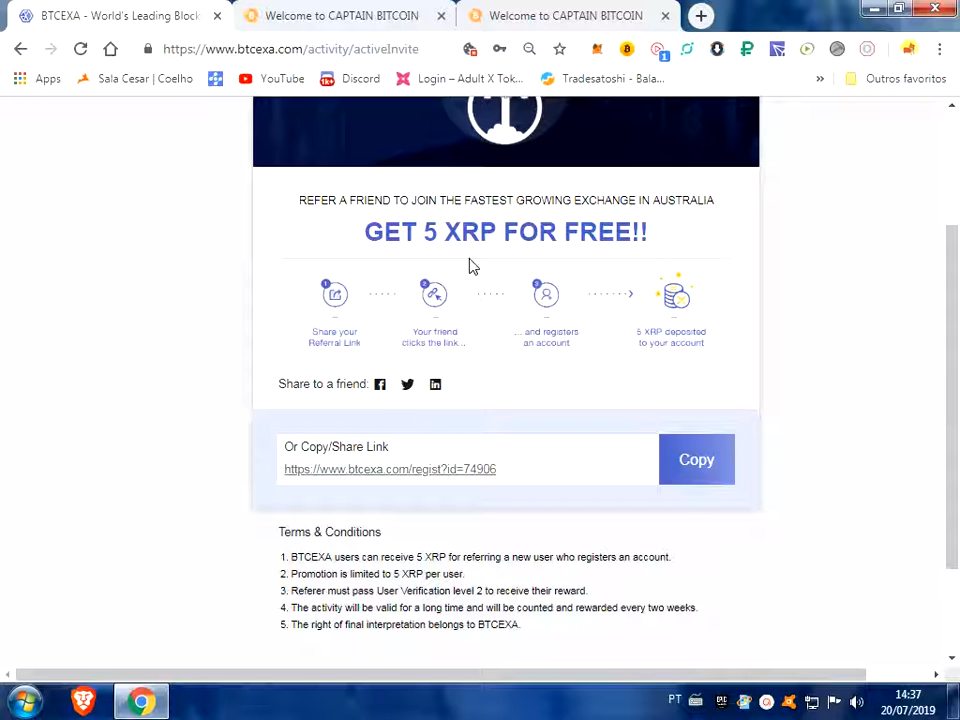 BTCEXA - World's Leading Block
Welcome to CAPTAIN BITCOIN
Welcome to CAPTAIN BITCOIN
https://www.btcexa.com/activity/activeInvite
Apps
Sala Cesar | Coelho
YouTube
Discord
Login – Adult X Tok...
Tradesatoshi - Bala...
»
Outros favoritos
REFER A FRIEND TO JOIN THE FASTEST GROWING EXCHANGE IN AUSTRALIA
GET 5 XRP FOR FREE!!
1
2
3
Share your
Referral Link
Your friend
clicks the link...
... and registers
an account
5 XRP deposited
to your account
Share to a friend:
Or Copy/Share Link
https://www.btcexa.com/regist?id=74906
Copy
Terms & Conditions
1. BTCEXA users can receive 5 XRP for referring a new user who registers an account.
2. Promotion is limited to 5 XRP per user.
3. Referer must pass User Verification level 2 to receive their reward.
4. The activity will be valid for a long time and will be counted and rewarded every two weeks.
5. The right of final interpretation belongs to BTCEXA.
PT
14:37
20/07/2019